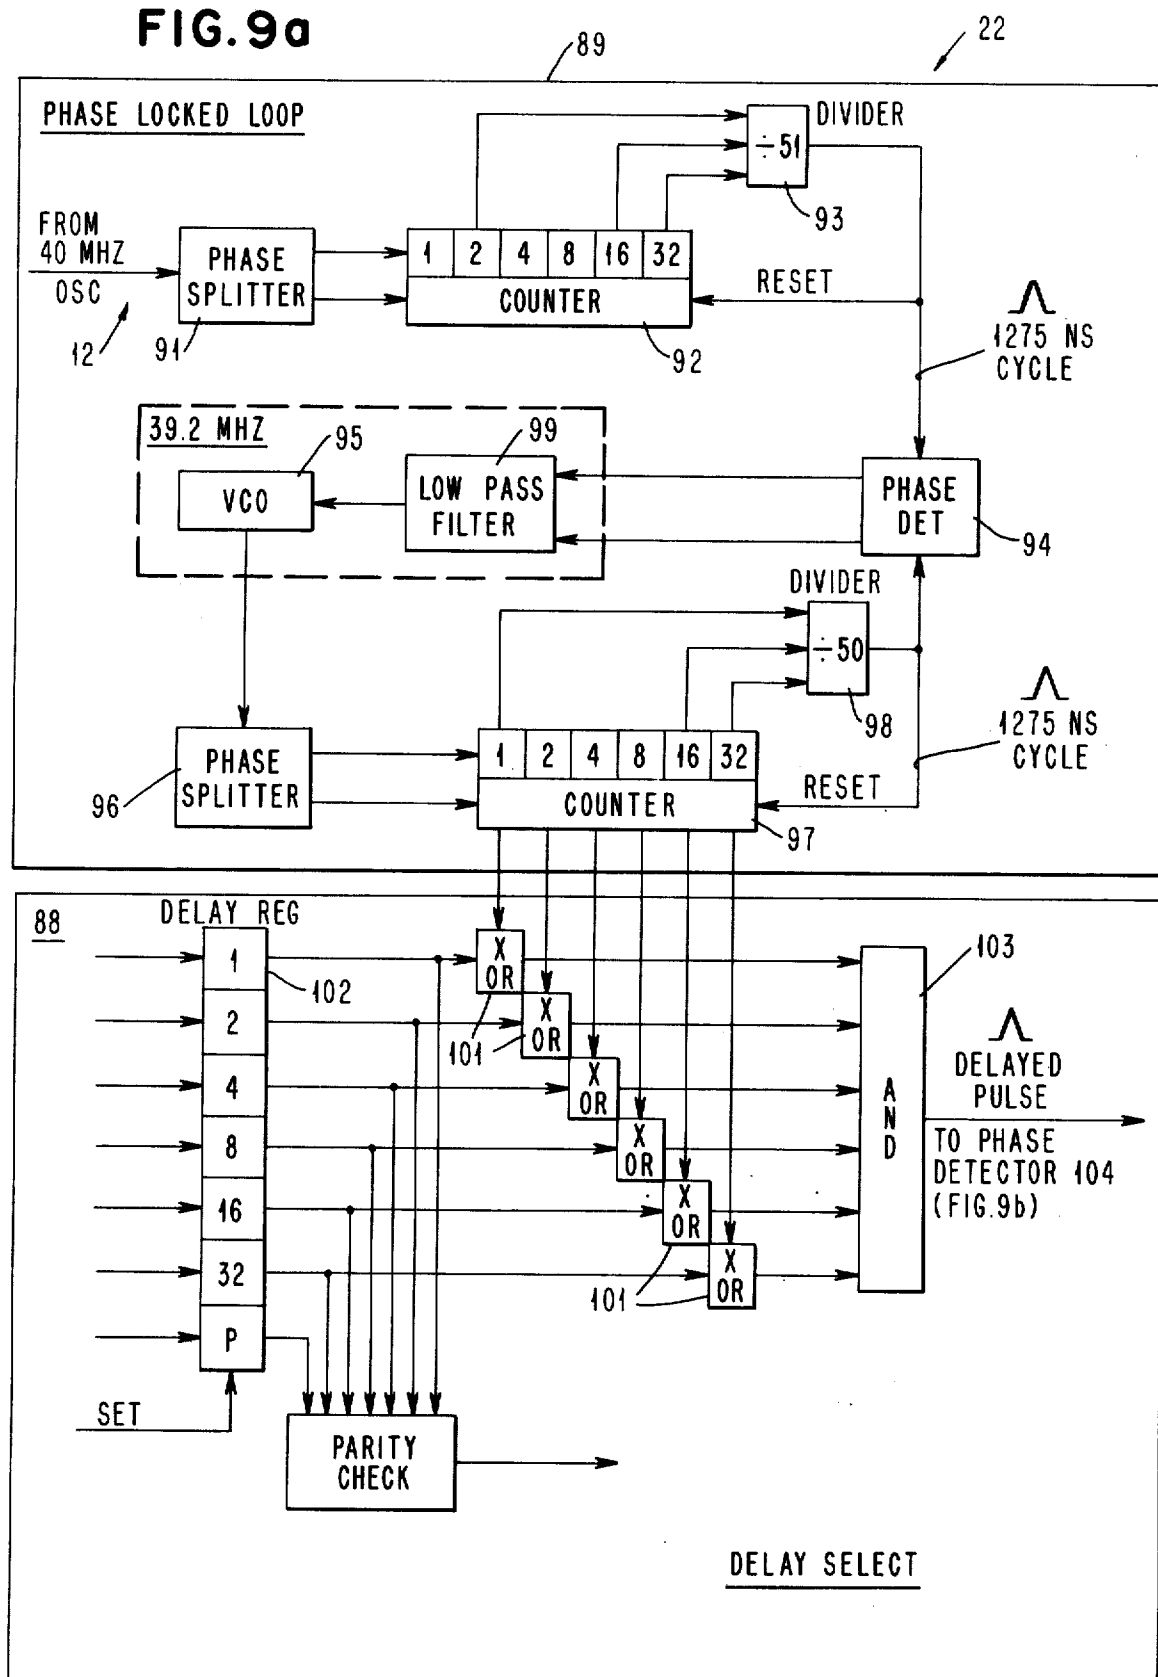 FIG.9a
89
22
PHASE LOCKED LOOP
DIVIDER
÷51
93
FROM
40 MHZ
OSC
12
PHASE
SPLITTER
91
1 2 4 8 16 32
COUNTER
92
RESET
1275 NS
CYCLE
39.2 MHZ
95
VCO
99
LOW PASS
FILTER
PHASE
DET
94
DIVIDER
÷50
98
1275 NS
CYCLE
PHASE
SPLITTER
96
1 2 4 8 16 32
COUNTER
97
RESET
88
DELAY REG
1
2
4
8
16
32
P
102
SET
X
OR
X
OR
X
OR
X
OR
X
OR
X
OR
101
101
AND
103
DELAYED
PULSE
TO PHASE
DETECTOR 104
(FIG.9b)
PARITY
CHECK
DELAY SELECT